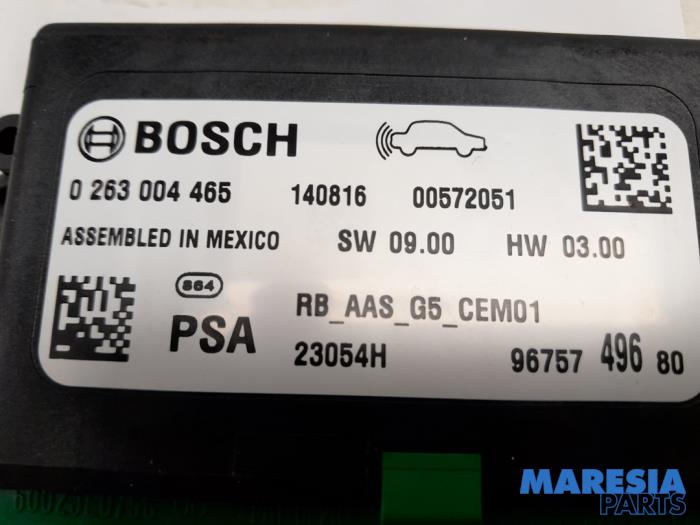 BOSCH
0 263 004 465 140816 00572051
ASSEMBLED IN MEXICO SW 09.00 HW 03.00
864 RB_AAS_G5_CEM01
PSA 23054H 96757 496 80
MARESIA
PARTS